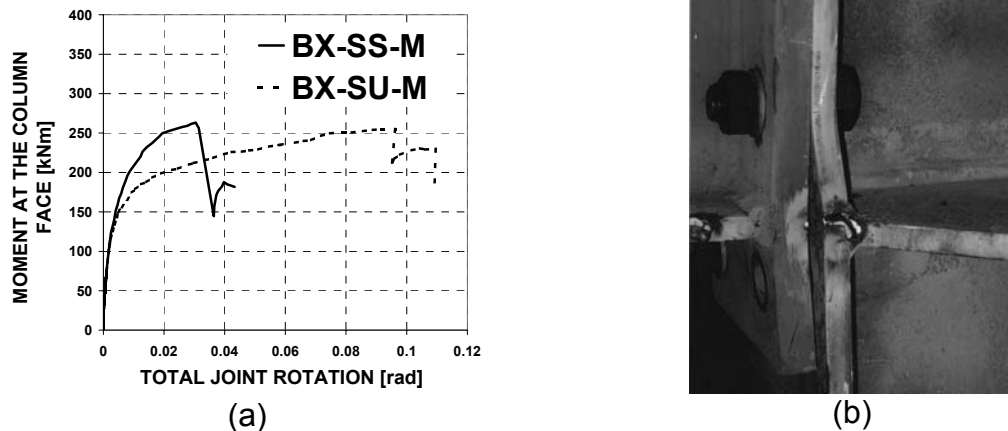 400
350
300
250
200
150
100
50
0
MOMENT AT THE COLUMN
FACE [kNm]
BX-SS-M
BX-SU-M
0 0.02 0.04 0.06 0.08 0.1 0.12
TOTAL JOINT ROTATION [rad]
(a)
(b)